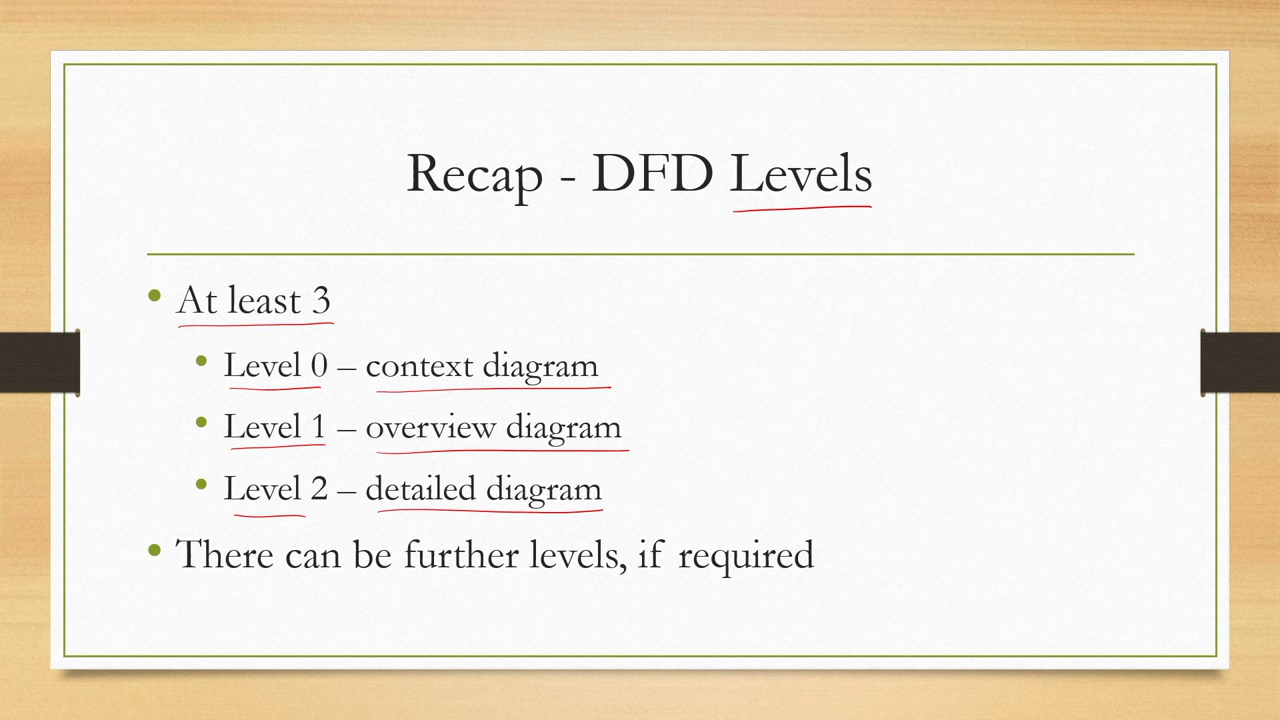 Recap - DFD Levels
At least 3
Level 0 – context diagram
Level 1 – overview diagram
Level 2 – detailed diagram
There can be further levels, if required